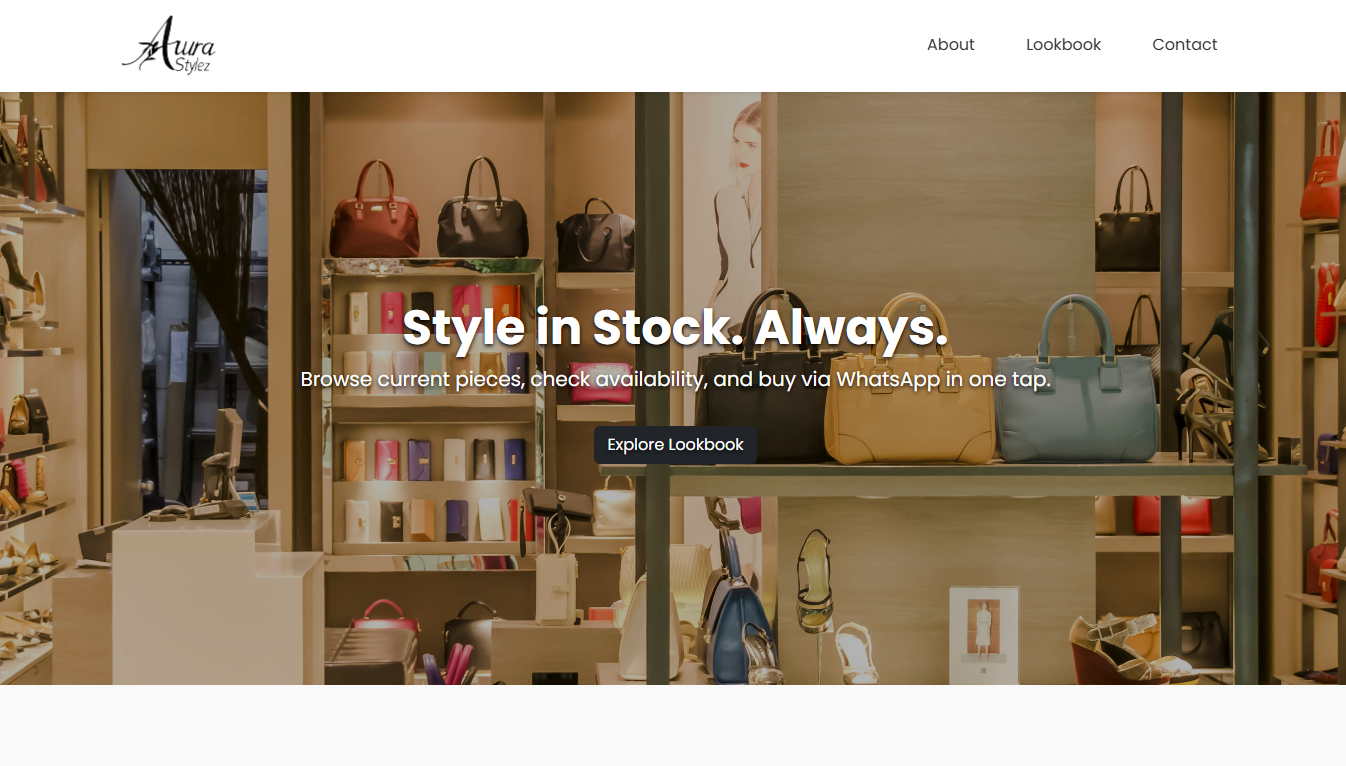 Aura
Stylez
About
Lookbook
Contact
Style in Stock. Always.
Browse current pieces, check availability, and buy via WhatsApp in one tap.
Explore Lookbook